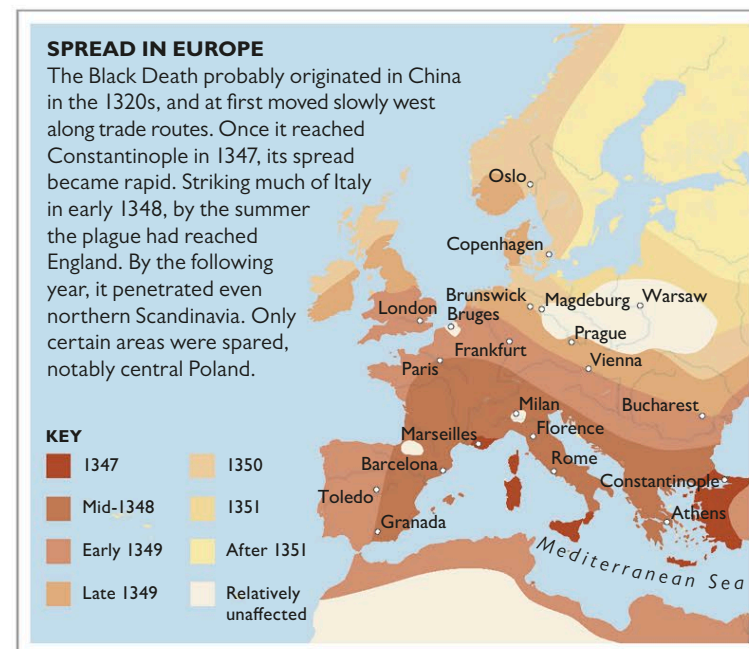 SPREAD IN EUROPE
The Black Death probably originated in China
in the 1320s, and at first moved slowly west
along trade routes. Once it reached
Constantinople in 1347, its spread
became rapid. Striking much of Italy
in early 1348, by the summer
the plague had reached
England. By the following
year, it penetrated even
northern Scandinavia. Only
certain areas were spared,
notably central Poland.
Oslo
Copenhagen
Brunswick
Magdeburg
Warsaw
London
Bruges
Prague
Frankfurt
Vienna
Paris
Milan
Bucharest
Florence
Marseilles
Rome
Barcelona
Constantinople
Toledo
Athens
Granada
Mediterranean Sea
KEY
1347
Mid-1348
Early 1349
Late 1349
1350
1351
After 1351
Relatively
unaffected